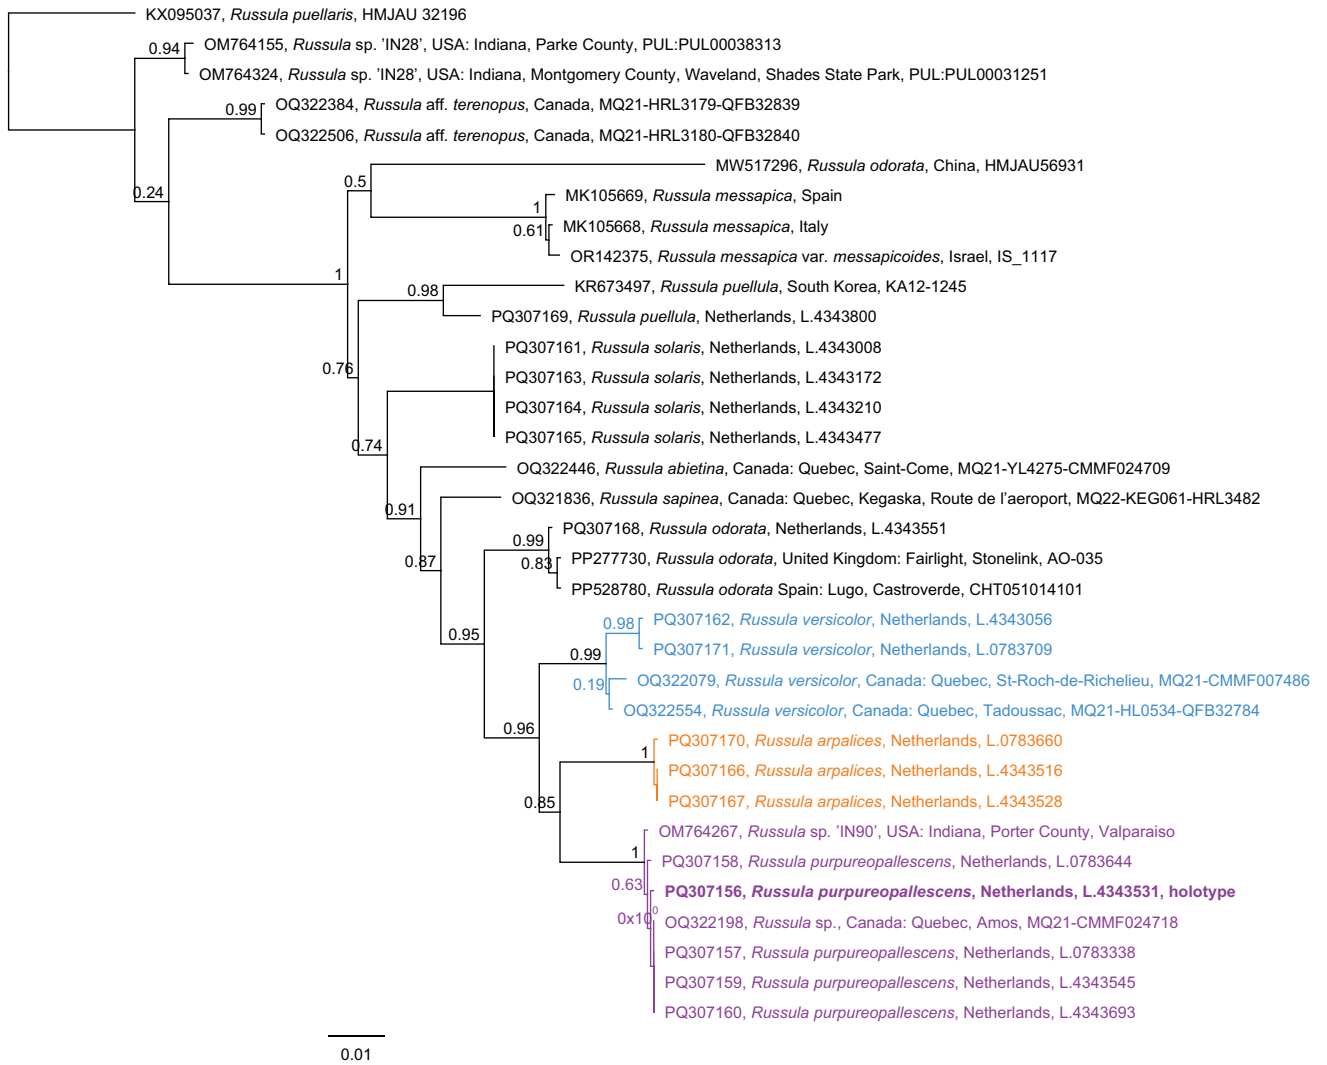 KX095037, Russula puellaris, HMJAU 32196
0.94
OM764155, Russula sp. 'IN28', USA: Indiana, Parke County, PUL:PUL00038313
OM764324, Russula sp. 'IN28', USA: Indiana, Montgomery County, Waveland, Shades State Park, PUL:PUL00031251
0.99
OQ322384, Russula aff. terenopus, Canada, MQ21-HRL3179-QFB32839
OQ322506, Russula aff. terenopus, Canada, MQ21-HRL3180-QFB32840
MW517296, Russula odorata, China, HMJAU56931
0.5
0.24
MK105669, Russula messapica, Spain
1
MK105668, Russula messapica, Italy
0.61
OR142375, Russula messapica var. messapicoides, Israel, IS_1117
1
KR673497, Russula puellula, South Korea, KA12-1245
0.98
PQ307169, Russula puellula, Netherlands, L.4343800
PQ307161, Russula solaris, Netherlands, L.4343008
0.76
PQ307163, Russula solaris, Netherlands, L.4343172
PQ307164, Russula solaris, Netherlands, L.4343210
PQ307165, Russula solaris, Netherlands, L.4343477
0.74
OQ322446, Russula abietina, Canada: Quebec, Saint-Come, MQ21-YL4275-CMMF024709
OQ321836, Russula sapinea, Canada: Quebec, Kegaska, Route de l'aeroport, MQ22-KEG061-HRL3482
0.91
PQ307168, Russula odorata, Netherlands, L.4343551
0.99
PP277730, Russula odorata, United Kingdom: Fairlight, Stonelink, AO-035
0.87
0.83
PP528780, Russula odorata Spain: Lugo, Castroverde, CHT051014101
PQ307162, Russula versicolor, Netherlands, L.4343056
0.98
0.95
PQ307171, Russula versicolor, Netherlands, L.0783709
0.99
OQ322079, Russula versicolor, Canada: Quebec, St-Roch-de-Richelieu, MQ21-CMMF007486
0.19
OQ322554, Russula versicolor, Canada: Quebec, Tadoussac, MQ21-HL0534-QFB32784
0.96
PQ307170, Russula arpalices, Netherlands, L.0783660
1
PQ307166, Russula arpalices, Netherlands, L.4343516
PQ307167, Russula arpalices, Netherlands, L.4343528
0.85
OM764267, Russula sp. 'IN90', USA: Indiana, Porter County, Valparaiso
1
PQ307158, Russula purpureopallescens, Netherlands, L.0783644
0.63
PQ307156, Russula purpureopallescens, Netherlands, L.4343531, holotype
0x10⁰
OQ322198, Russula sp., Canada: Quebec, Amos, MQ21-CMMF024718
PQ307157, Russula purpureopallescens, Netherlands, L.0783338
PQ307159, Russula purpureopallescens, Netherlands, L.4343545
PQ307160, Russula purpureopallescens, Netherlands, L.4343693
0.01